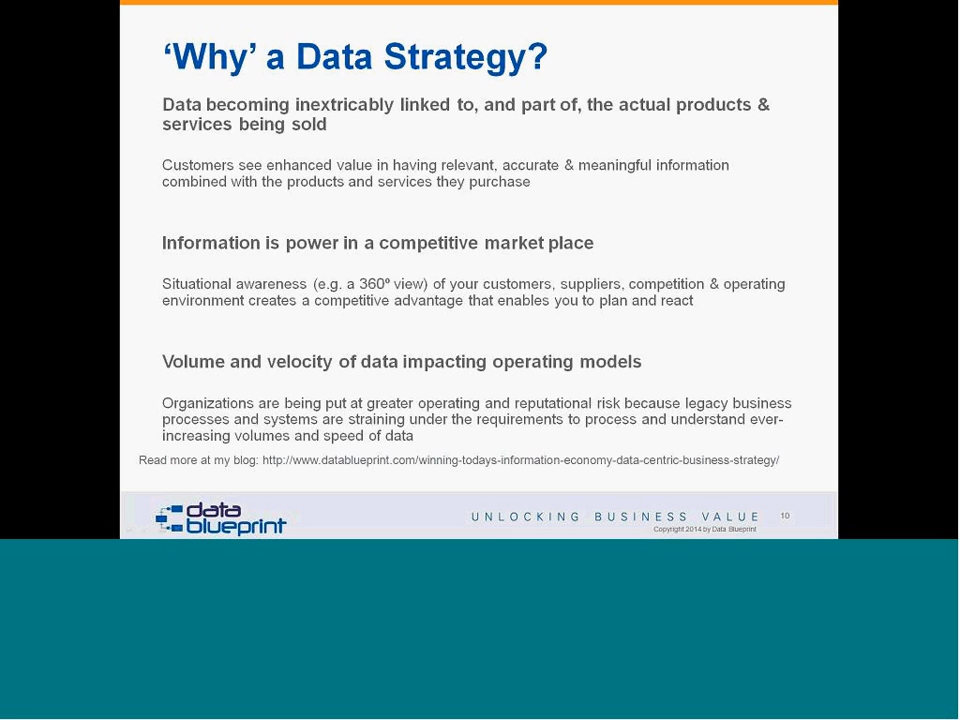 ‘Why’ a Data Strategy?
Data becoming inextricably linked to, and part of, the actual products &
services being sold
Customers see enhanced value in having relevant, accurate & meaningful information
combined with the products and services they purchase
Information is power in a competitive market place
Situational awareness (e.g. a 360º view) of your customers, suppliers, competition & operating
environment creates a competitive advantage that enables you to plan and react
Volume and velocity of data impacting operating models
Organizations are being put at greater operating and reputational risk because legacy business
processes and systems are straining under the requirements to process and understand ever-
increasing volumes and speed of data
Read more at my blog: http://www.datablueprint.com/winning-todays-information-economy-data-centric-business-strategy/
data
blueprint
UNLOCKING BUSINESS VALUE 10
Copyright 2014 by Data Blueprint